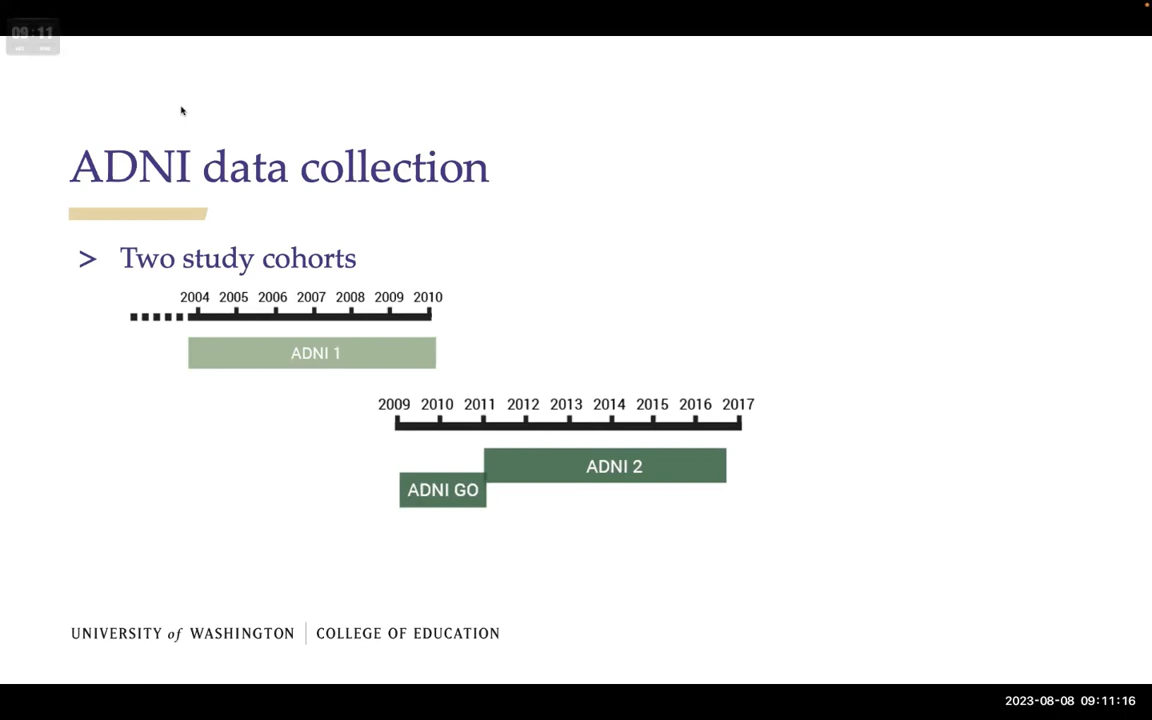 09:11
ADNI data collection
> Two study cohorts
2004 2005 2006 2007 2008 2009 2010
ADNI 1
2009 2010 2011 2012 2013 2014 2015 2016 2017
ADNI 2
ADNI GO
UNIVERSITY of WASHINGTON | COLLEGE OF EDUCATION
2023-08-08 09:11:16